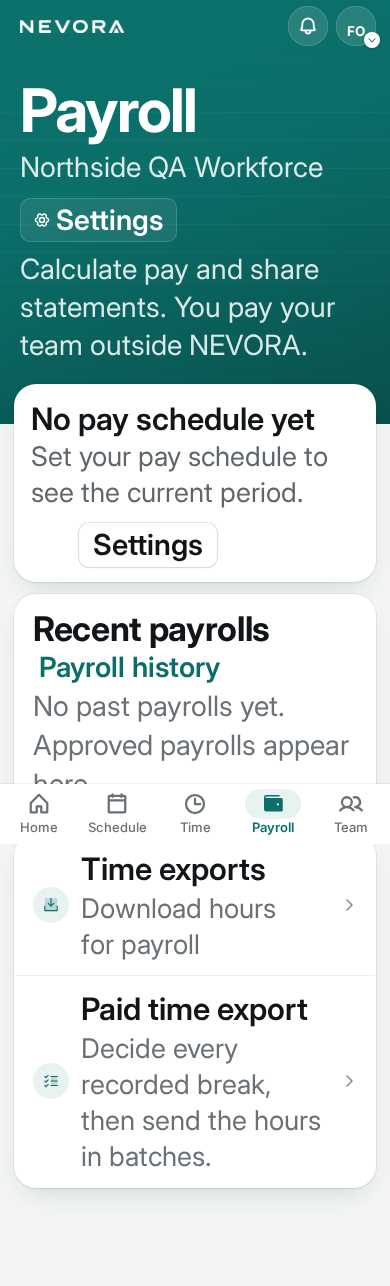 NEVORA
FO
Payroll
Northside QA Workforce
Settings
Calculate pay and share
statements. You pay your
team outside NEVORA.
No pay schedule yet
Set your pay schedule to
see the current period.
Settings
Recent payrolls
Payroll history
No past payrolls yet.
Approved payrolls appear
here.
Home Schedule Time Payroll Team
Time exports
Download hours
for payroll
Paid time export
Decide every
recorded break,
then send the hours
in batches.